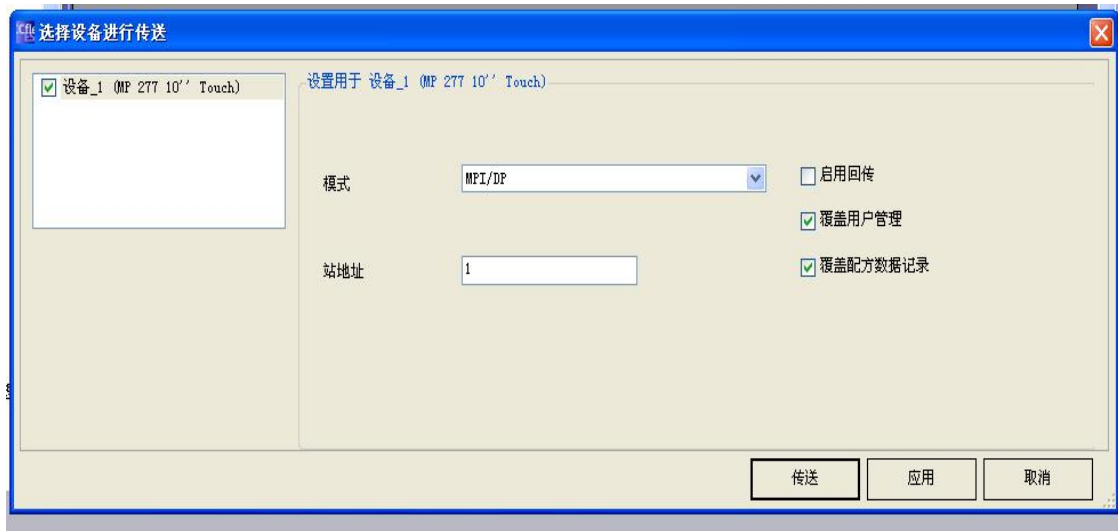 选择设备进行传送
设备_1 (MP 277 10'' Touch)
设置用于 设备_1 (MP 277 10'' Touch)
模式
MPI/DP
启用回传
覆盖用户管理
站地址
1
覆盖配方数据记录
传送
应用
取消